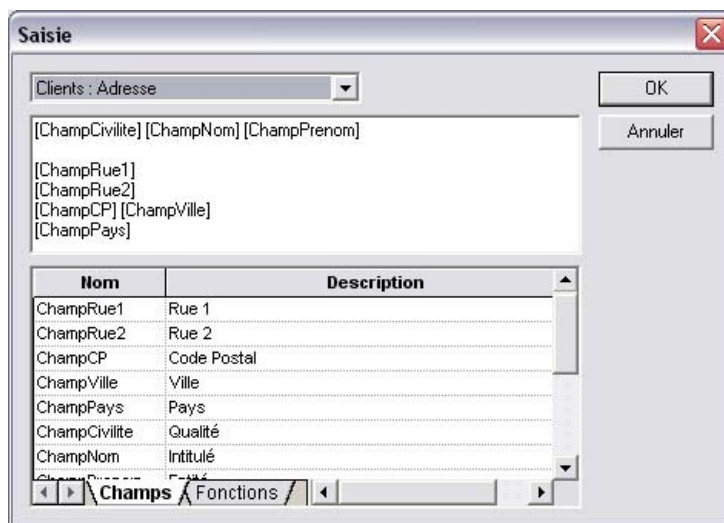 Saisie
Clients : Adresse
OK
[ChampCivilite] [ChampNom] [ChampPrenom]
Annuler
[ChampRue1]
[ChampRue2]
[ChampCP] [ChampVille]
[ChampPays]
Nom Description
ChampRue1 Rue 1
ChampRue2 Rue 2
ChampCP Code Postal
ChampVille Ville
ChampPays Pays
ChampCivilite Qualité
ChampNom Intitulé
Champs Fonctions